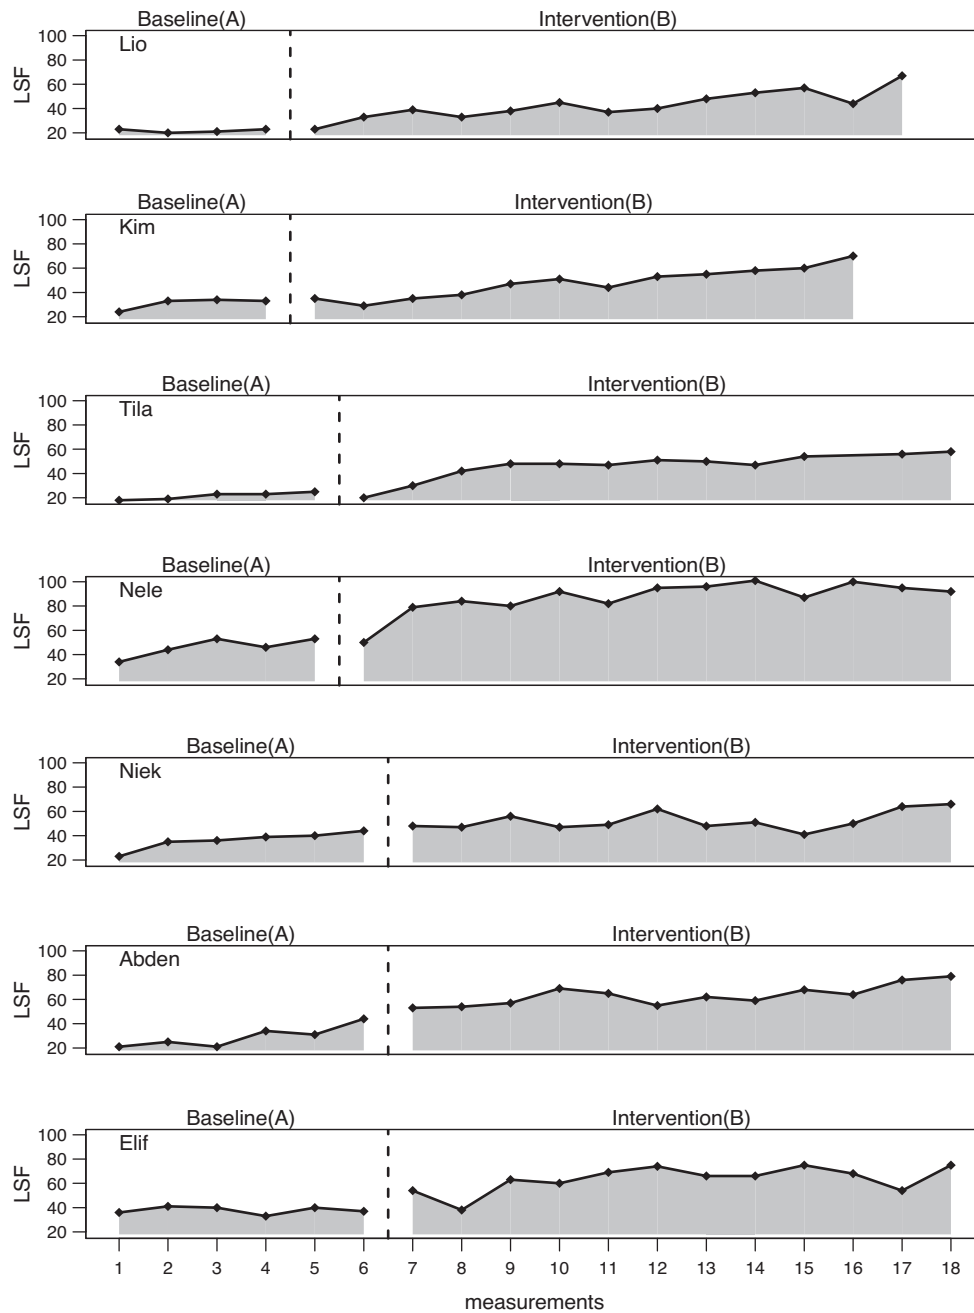 Baseline(A) Intervention(B)
Lio
LSF
100
80
60
40
20
Baseline(A) Intervention(B)
Kim
LSF
100
80
60
40
20
Baseline(A) Intervention(B)
Tila
LSF
100
80
60
40
20
Baseline(A) Intervention(B)
Nele
LSF
100
80
60
40
20
Baseline(A) Intervention(B)
Niek
LSF
100
80
60
40
20
Baseline(A) Intervention(B)
Abden
LSF
100
80
60
40
20
Baseline(A) Intervention(B)
Elif
LSF
100
80
60
40
20
1 2 3 4 5 6 7 8 9 10 11 12 13 14 15 16 17 18
measurements